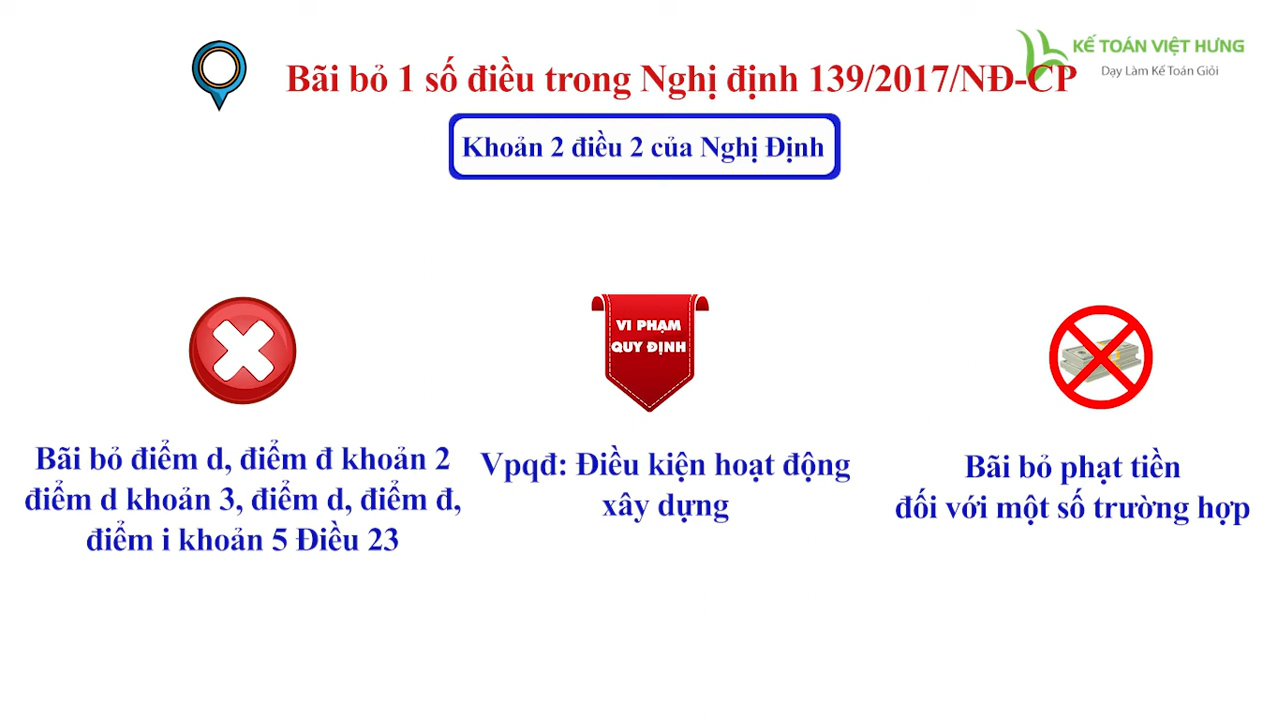 KẾ TOÁN VIỆT HƯNG
Dạy Làm Kế Toán Giỏi
Bãi bỏ 1 số điều trong Nghị định 139/2017/NĐ-CP
Khoản 2 điều 2 của Nghị Định
VI PHẠM
QUY ĐỊNH
Bãi bỏ điểm d, điểm đ khoản 2
điểm d khoản 3, điểm d, điểm đ,
điểm i khoản 5 Điều 23
Vpqđ: Điều kiện hoạt động
xây dựng
Bãi bỏ phạt tiền
đối với một số trường hợp